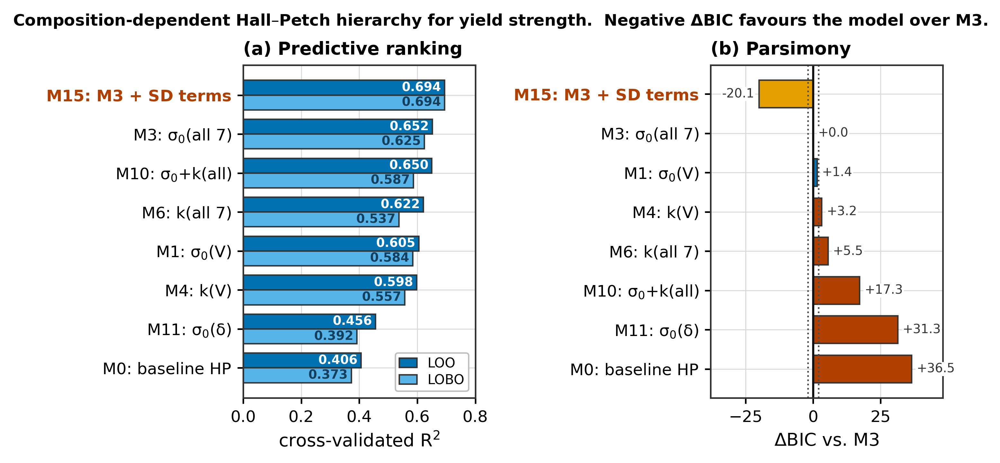 Composition-dependent Hall–Petch hierarchy for yield strength.  Negative ΔBIC favours the model over M3.
(a) Predictive ranking
M15: M3 + SD terms
0.694
0.694
M3: σ₀(all 7)
0.652
0.625
M10: σ₀+k(all)
0.650
0.587
M6: k(all 7)
0.622
0.537
M1: σ₀(V)
0.605
0.584
M4: k(V)
0.598
0.557
M11: σ₀(δ)
0.456
0.392
M0: baseline HP
0.406
0.373
LOO
LOBO
0.0 0.2 0.4 0.6 0.8
cross-validated R²
(b) Parsimony
M15: M3 + SD terms
-20.1
M3: σ₀(all 7)
+0.0
M1: σ₀(V)
+1.4
M4: k(V)
+3.2
M6: k(all 7)
+5.5
M10: σ₀+k(all)
+17.3
M11: σ₀(δ)
+31.3
M0: baseline HP
+36.5
−25 0 25
ΔBIC vs. M3